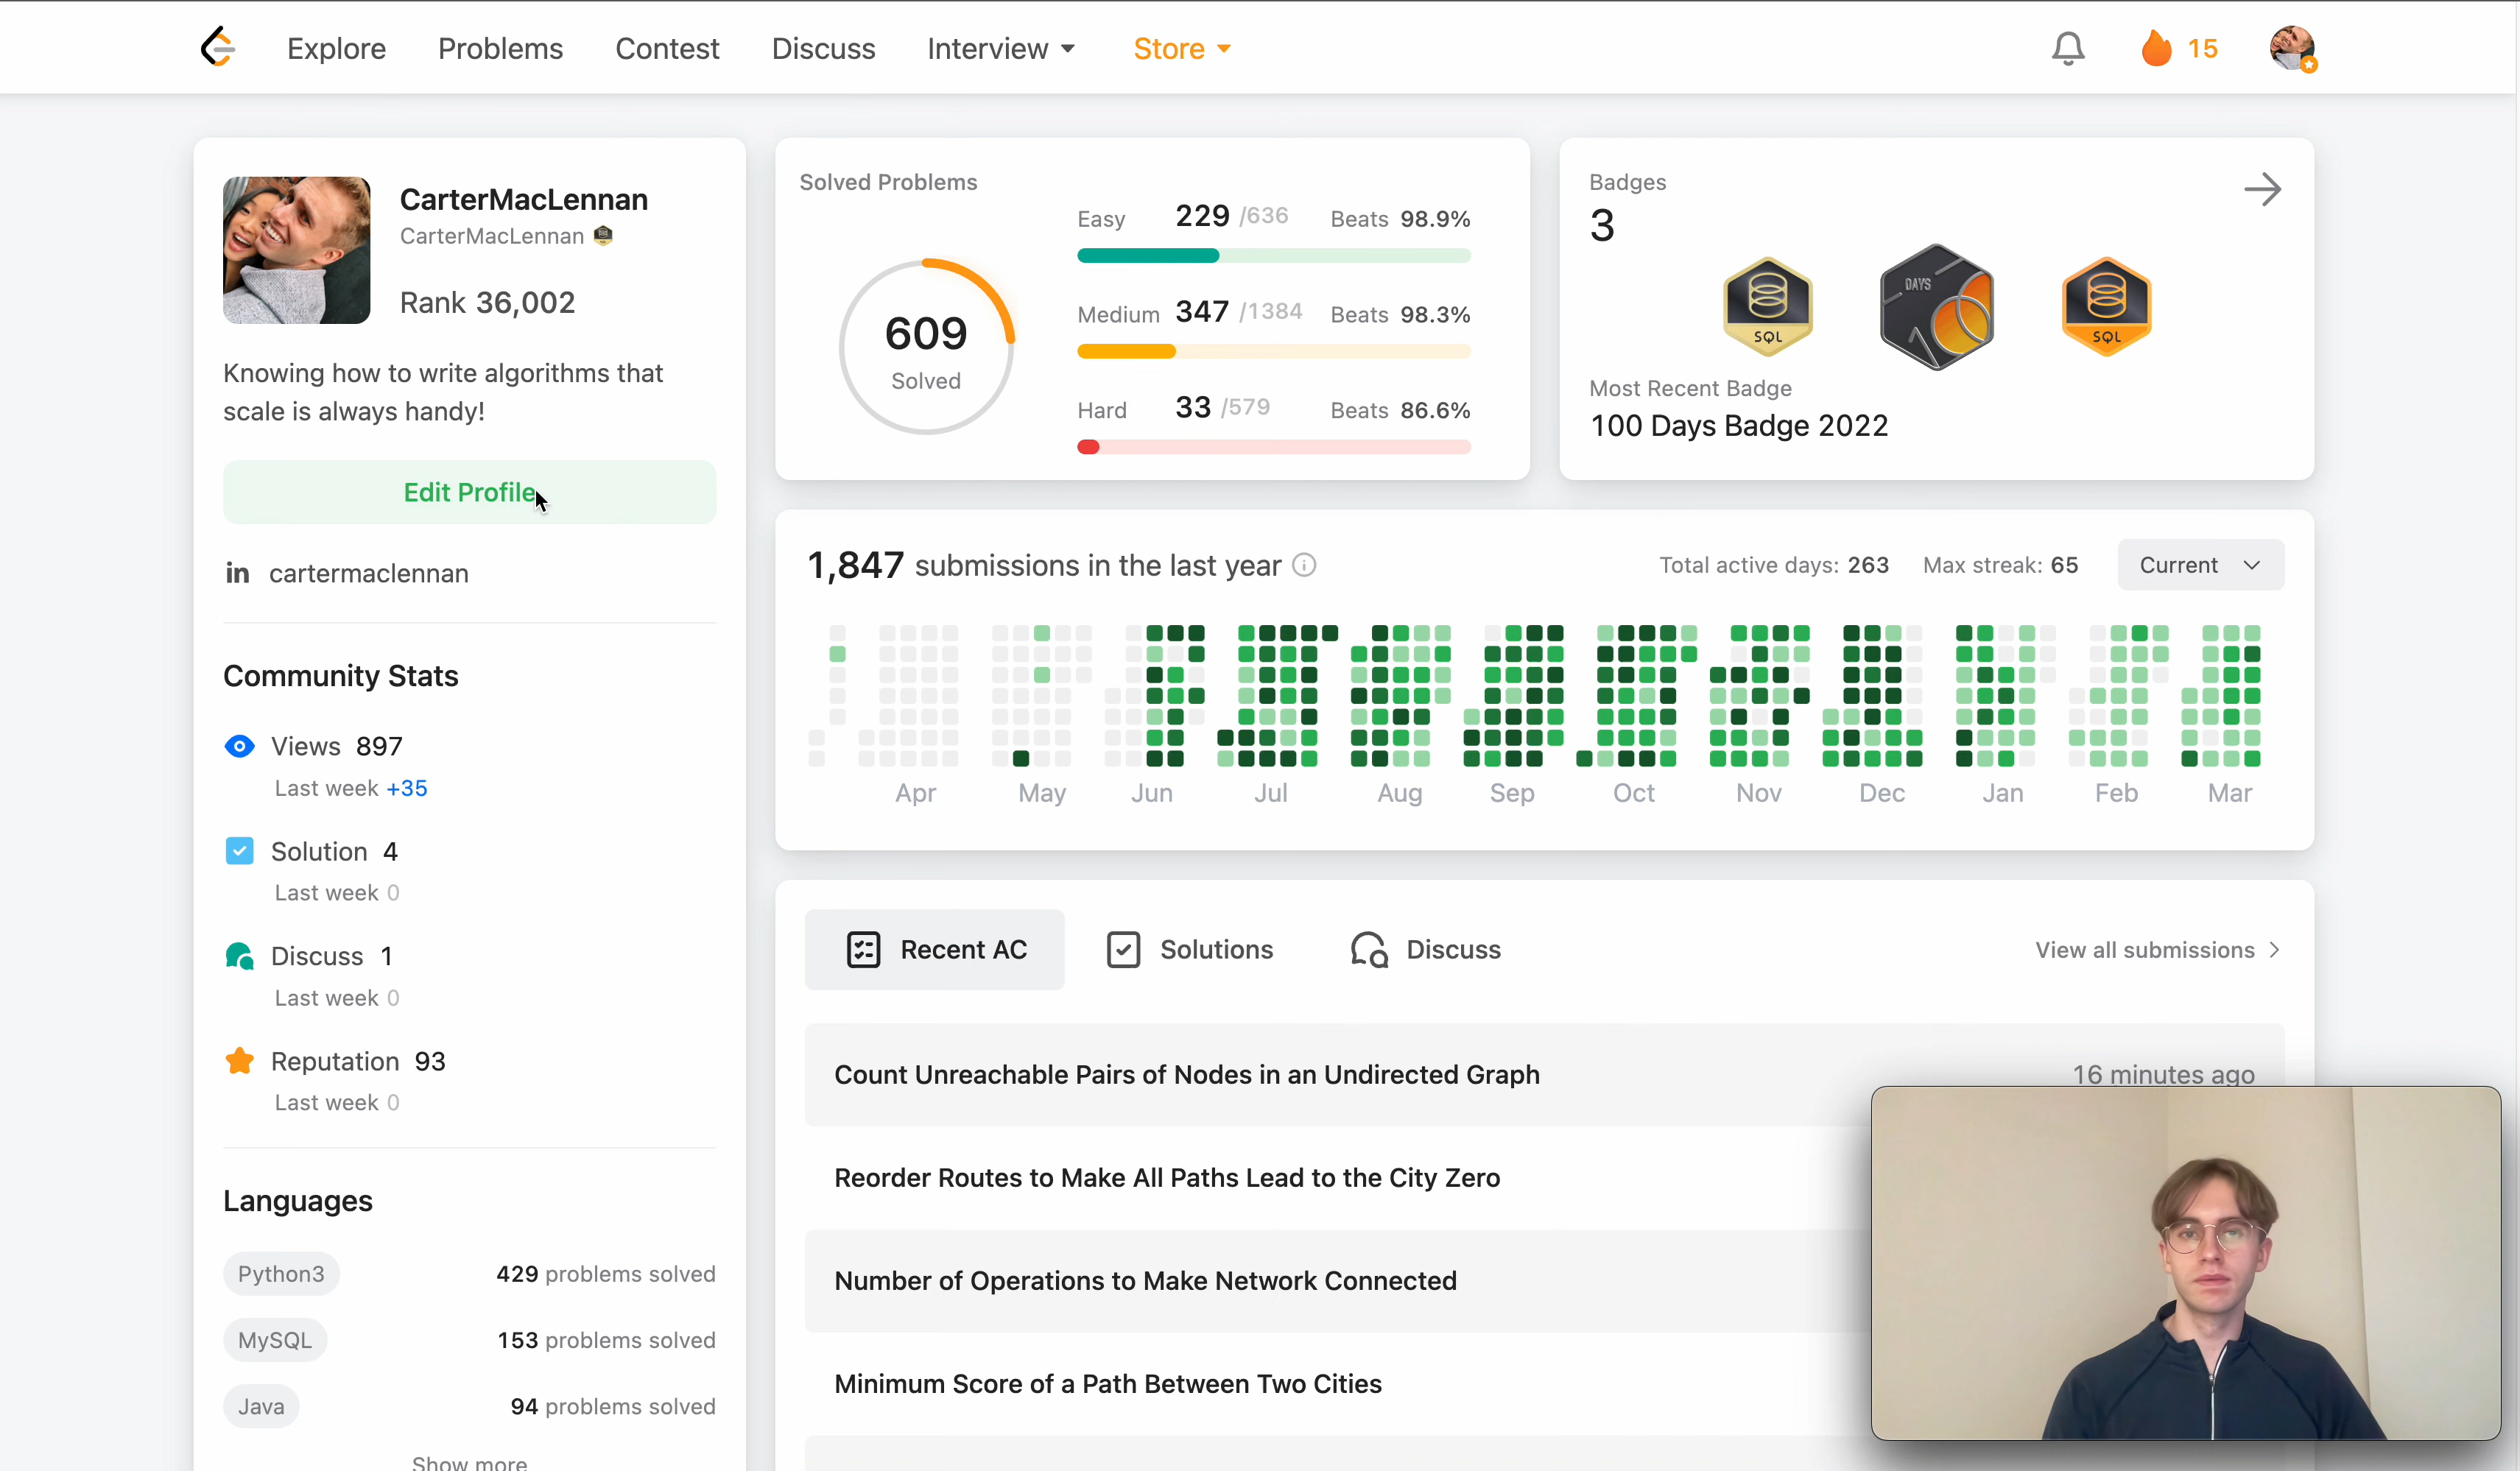 Explore Problems Contest Discuss Interview Store 15
CarterMacLennan
CarterMacLennan
Rank 36,002
Knowing how to write algorithms that
scale is always handy!
Edit Profile
in cartermaclennan
Community Stats
Views 897
Last week +35
Solution 4
Last week 0
Discuss 1
Last week 0
Reputation 93
Last week 0
Languages
Python3 429 problems solved
MySQL 153 problems solved
Java 94 problems solved
Show more
Solved Problems
609
Solved
Easy 229 /636 Beats 98.9%
Medium 347 /1384 Beats 98.3%
Hard 33 /579 Beats 86.6%
Badges
3
SQL
DAYS
SQL
Most Recent Badge
100 Days Badge 2022
1,847 submissions in the last year
Total active days: 263 Max streak: 65 Current
Apr May Jun Jul Aug Sep Oct Nov Dec Jan Feb Mar
Recent AC Solutions Discuss View all submissions
Count Unreachable Pairs of Nodes in an Undirected Graph 16 minutes ago
Reorder Routes to Make All Paths Lead to the City Zero
Number of Operations to Make Network Connected
Minimum Score of a Path Between Two Cities